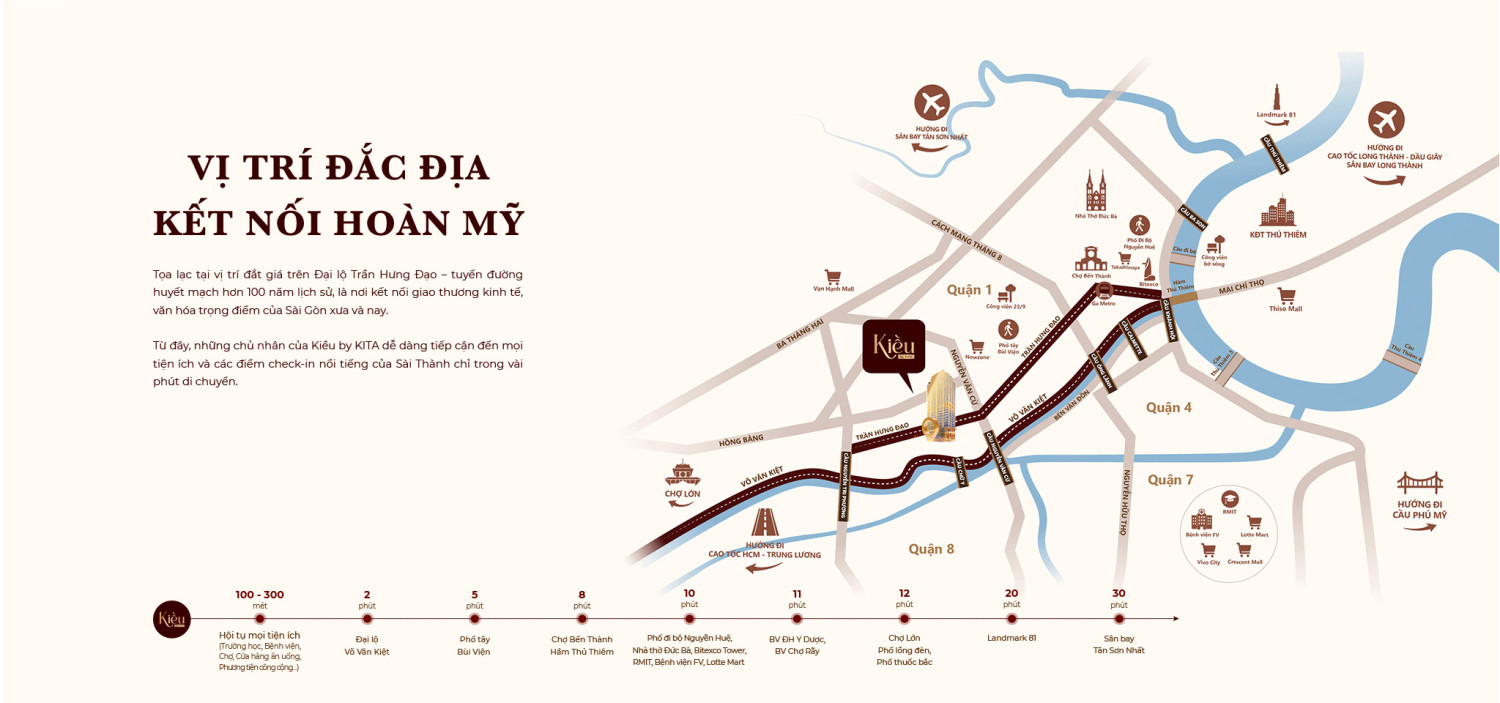 VỊ TRÍ ĐẮC ĐỊA
KẾT NỐI HOÀN MỸ
Tọa lạc tại vị trí đắt giá trên Đại lộ Trần Hưng Đạo – tuyến đường
huyết mạch hơn 100 năm lịch sử, là nơi kết nối giao thương kinh tế,
văn hóa trọng điểm của Sài Gòn xưa và nay.
Từ đây, những chủ nhân của Kiều by KITA dễ dàng tiếp cận đến mọi
tiện ích và các điểm check-in nổi tiếng của Sài Thành chỉ trong vài
phút di chuyển.
HƯỚNG ĐI
SÂN BAY TÂN SƠN NHẤT
Landmark 81
CẦU THỦ THIÊM
HƯỚNG ĐI
CAO TỐC LONG THÀNH - DẦU GIÂY
SÂN BAY LONG THÀNH
Nhà Thờ Đức Bà
CÁCH MẠNG THÁNG 8
CẦU BA SON
KĐT THỦ THIÊM
Phố Đi Bộ
Nguyễn Huệ
Cầu đi bộ
Công viên
bờ sông
Chợ Bến Thành
Takashimaya
Bitexco
Vạn Hạnh Mall
Quận 1
Công viên 23/9
Ga Metro
Hầm
Thủ Thiêm
MAI CHÍ THỌ
Thiso Mall
BA THÁNG HAI
Kiều
Nowzone
Phố tây
Bùi Viện
TRẦN HƯNG ĐẠO
CẦU CALMETTE
CẦU KHÁNH HỘI
Cầu
Thủ Thiêm 4
NGUYỄN VĂN CỪ
CẦU ÔNG LÃNH
Cầu
Thủ Thiêm 3
VÕ VĂN KIỆT
BẾN VÂN ĐỒN
Quận 4
HỒNG BÀNG
TRẦN HƯNG ĐẠO
CHỢ LỚN
VÕ VĂN KIỆT
CẦU NGUYỄN TRI PHƯƠNG
CẦU CHỮ Y
CẦU NGUYỄN VĂN CỪ
NGUYỄN HỮU THỌ
Quận 7
RMIT
Bệnh viện FV
Lotte Mart
Vivo City
Crescent Mall
HƯỚNG ĐI
CẦU PHÚ MỸ
HƯỚNG ĐI
CAO TỐC HCM - TRUNG LƯƠNG
Quận 8
Kiều
100 - 300
mét
Hội tụ mọi tiện ích
(Trường học, Bệnh viện,
Chợ, Cửa hàng ăn uống,
Phương tiện công cộng...)
2
phút
Đại lộ
Võ Văn Kiệt
5
phút
Phố tây
Bùi Viện
8
phút
Chợ Bến Thành
Hầm Thủ Thiêm
10
phút
Phố đi bộ Nguyễn Huệ,
Nhà thờ Đức Bà, Bitexco Tower,
RMIT, Bệnh viện FV, Lotte Mart
11
phút
BV ĐH Y Dược,
BV Chợ Rẫy
12
phút
Chợ Lớn
Phố lồng đèn,
Phố thuốc bắc
20
phút
Landmark 81
30
phút
Sân bay
Tân Sơn Nhất